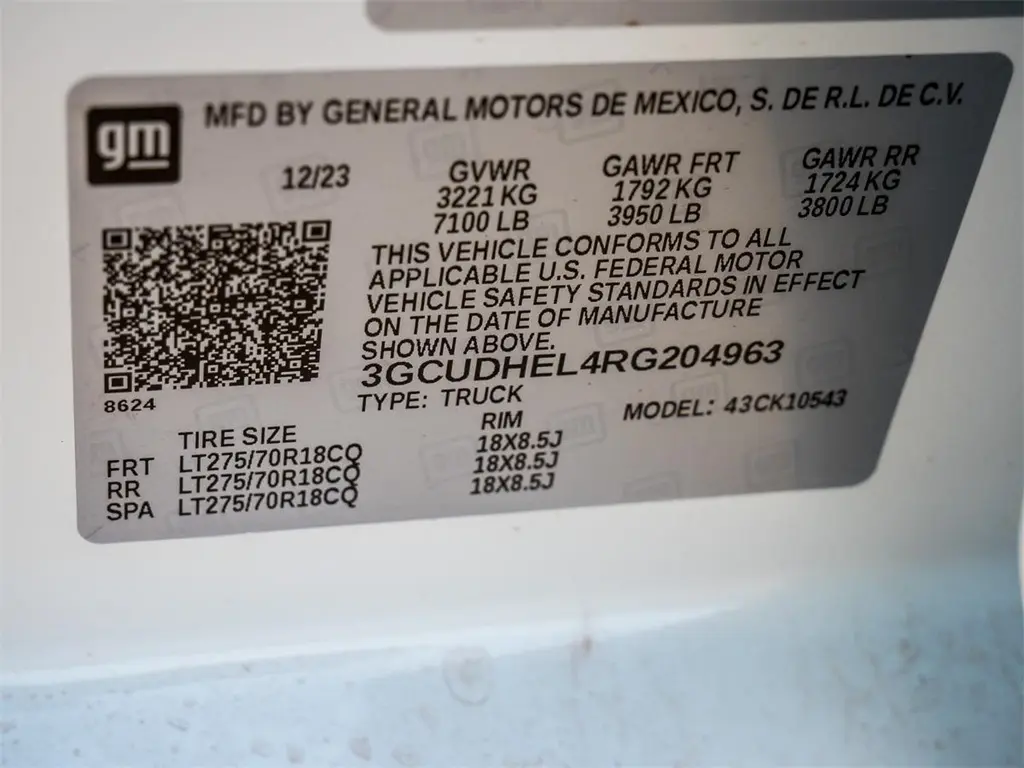 gm
MFD BY GENERAL MOTORS DE MEXICO, S. DE R.L. DE C.V.
12/23 GVWR GAWR FRT GAWR RR
3221 KG 1792 KG 1724 KG
7100 LB 3950 LB 3800 LB
THIS VEHICLE CONFORMS TO ALL
APPLICABLE U.S. FEDERAL MOTOR
VEHICLE SAFETY STANDARDS IN EFFECT
ON THE DATE OF MANUFACTURE
SHOWN ABOVE.
3GCUDHEL4RG204963
8624
TYPE: TRUCK MODEL: 43CK10543
TIRE SIZE RIM
FRT LT275/70R18CQ 18X8.5J
RR LT275/70R18CQ 18X8.5J
SPA LT275/70R18CQ 18X8.5J